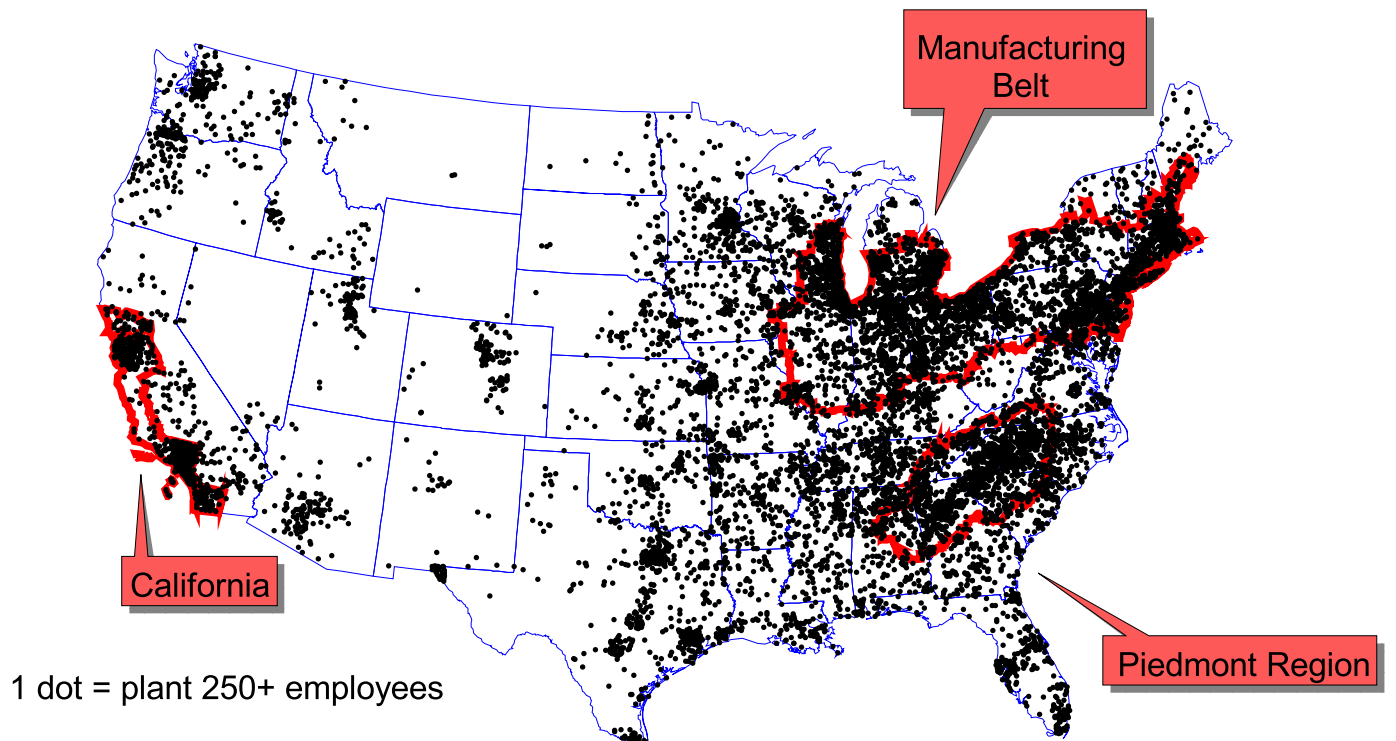 Manufacturing
Belt
California
Piedmont Region
1 dot = plant 250+ employees